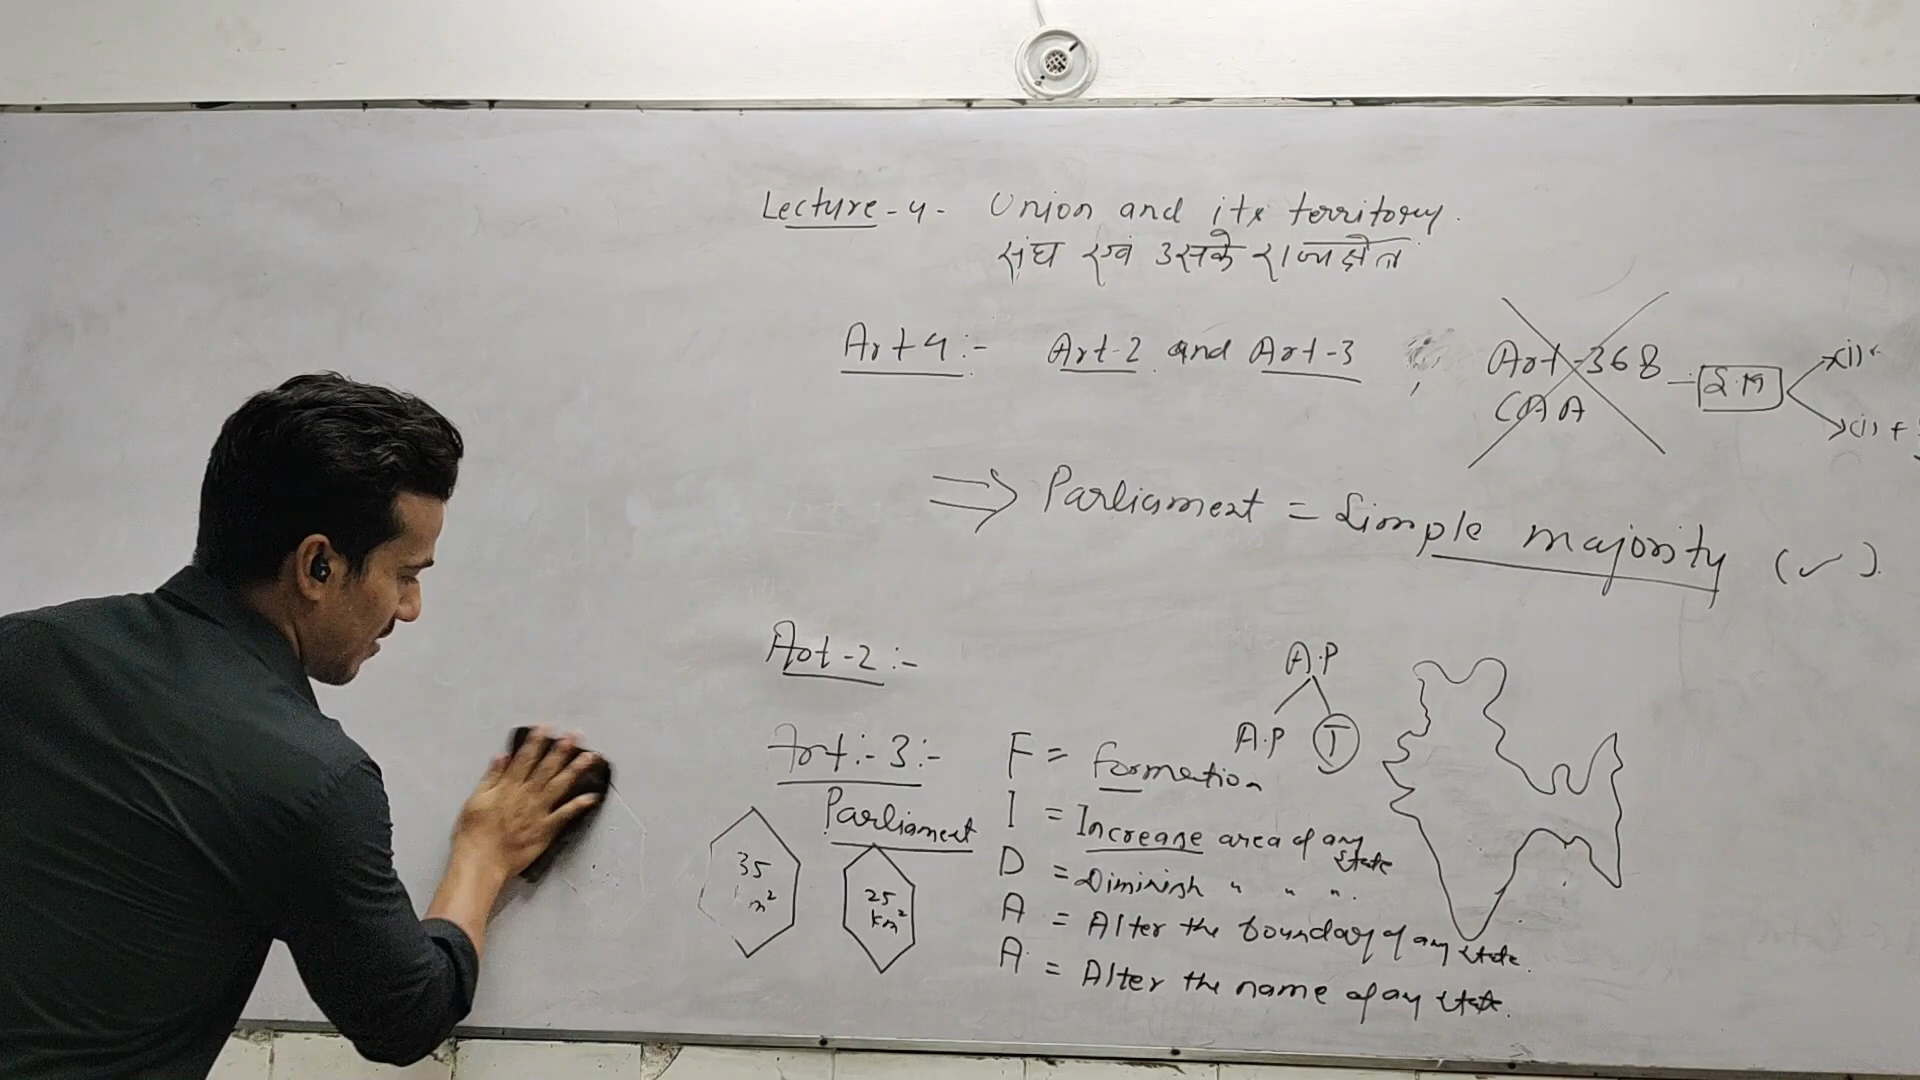 Lecture-4- Union and its territory.
संघ एवं उसके राज्यक्षेत्र
Art 4:- Art-2 and Art-3
Art-368
CAA
S.M
(i)
(i) +
⇒ Parliament = Simple majority (✓).
Art-2:-
A.P
A.P T
Art:-3:-
Parliament
35
m²
25
km²
F = Formation
I = Increase area of any state
D = Diminish " " ".
A = Alter the boundary of any state.
A = Alter the name of any state.